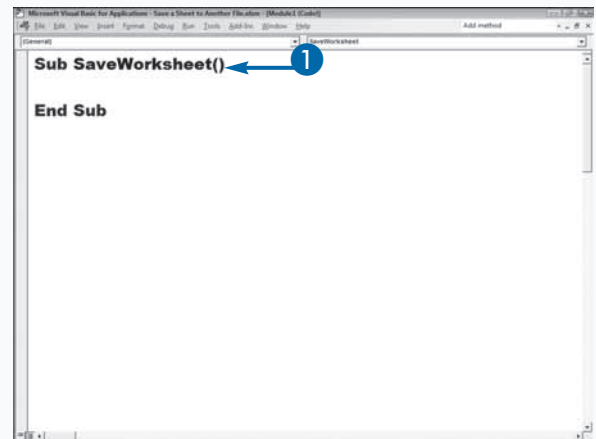 Microsoft Visual Basic for Applications - Save a Sheet to Another File.xlsm - [Module1 (Code)]
File Edit View Insert Format Debug Run Tools Add-Ins Window Help Add method
(General) SaveWorksheet
Sub SaveWorksheet() 1
End Sub